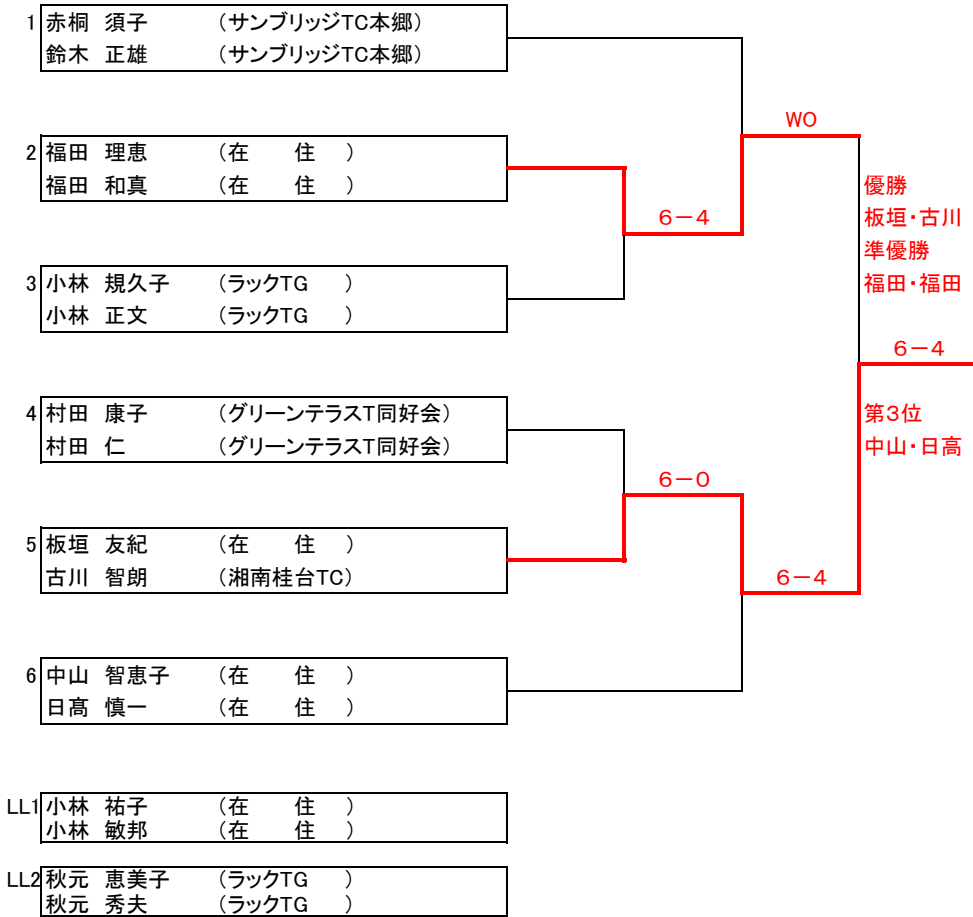 1 赤桐 須子 （サンブリッジTC本郷）
鈴木 正雄 （サンブリッジTC本郷）
WO
2 福田 理恵 （在 住 ）
福田 和真 （在 住 ）
優勝
板垣・古川
準優勝
福田・福田
6－4
3 小林 規久子 （ラックTG ）
小林 正文 （ラックTG ）
6－4
4 村田 康子 （グリーンテラスT同好会）
村田 仁 （グリーンテラスT同好会）
第3位
中山・日高
6－0
5 板垣 友紀 （在 住 ）
古川 智朗 （湘南桂台TC）
6－4
6 中山 智恵子 （在 住 ）
日髙 慎一 （在 住 ）
LL1 小林 祐子 （在 住 ）
小林 敏邦 （在 住 ）
LL2 秋元 恵美子 （ラックTG ）
秋元 秀夫 （ラックTG ）